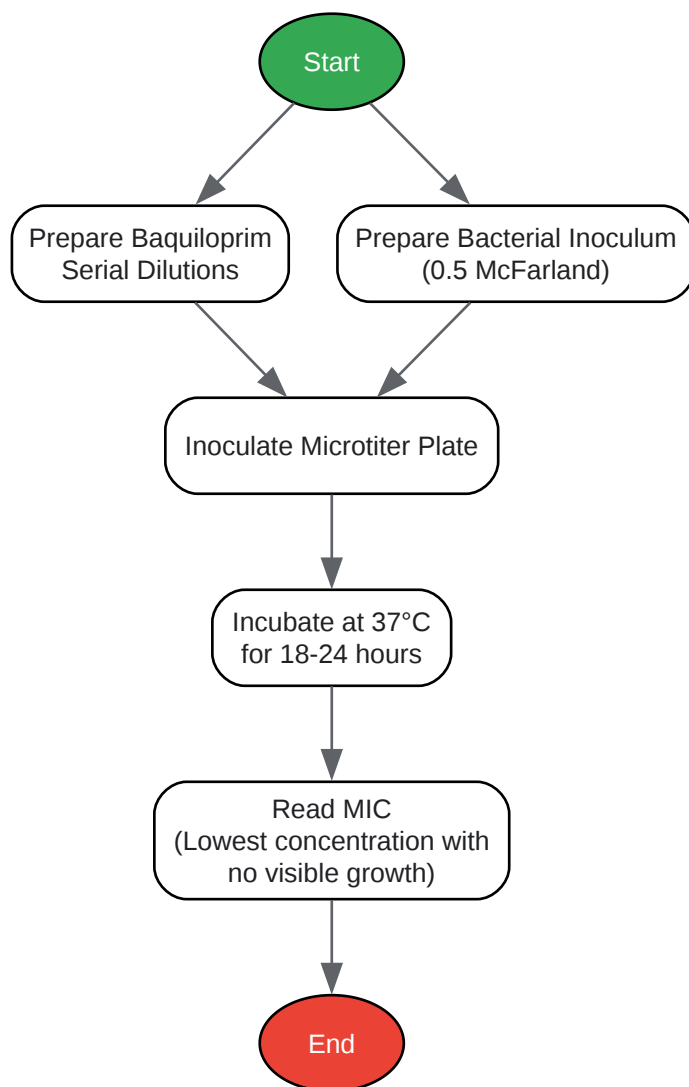 Start
Prepare Baquiloprim
Serial Dilutions
Prepare Bacterial Inoculum
(0.5 McFarland)
Inoculate Microtiter Plate
Incubate at 37°C
for 18-24 hours
Read MIC
(Lowest concentration with
no visible growth)
End